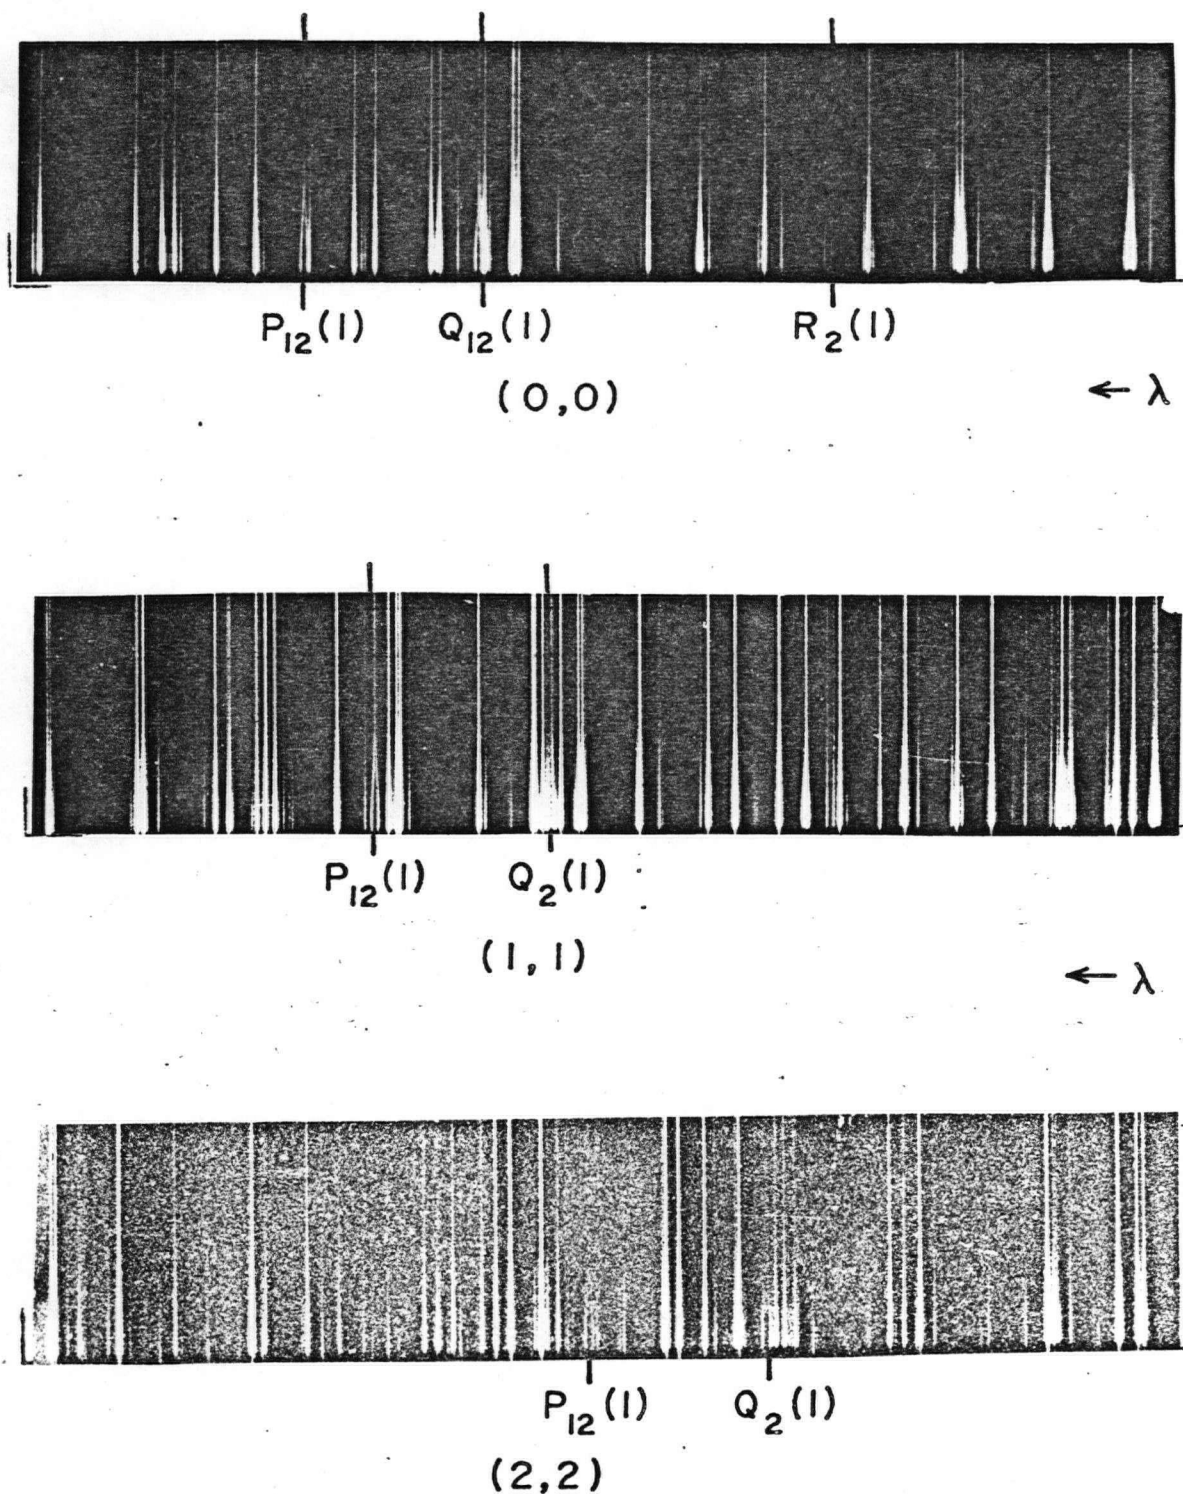 P₁₂(1) Q₁₂(1) R₂(1)
(0,0)
← λ
P₁₂(1) Q₂(1)
(1,1)
← λ
P₁₂(1) Q₂(1)
(2,2)